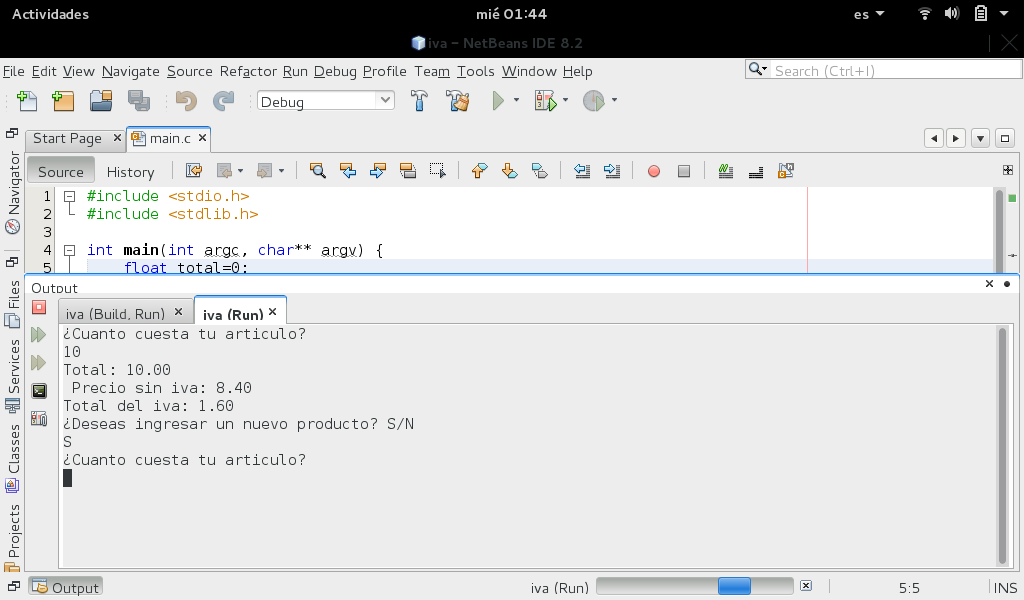 Actividades
mié 01:44
es
iva - NetBeans IDE 8.2
File Edit View Navigate Source Refactor Run Debug Profile Team Tools Window Help
Search (Ctrl+I)
Debug
Start Page
main.c
Source
History
1 #include <stdio.h>
2 #include <stdlib.h>
3
4 int main(int argc, char** argv) {
5 float total=0;
Navigator
Files
Services
Classes
Projects
Output
iva (Build, Run)
iva (Run)
¿Cuanto cuesta tu articulo?
10
Total: 10.00
Precio sin iva: 8.40
Total del iva: 1.60
¿Deseas ingresar un nuevo producto? S/N
S
¿Cuanto cuesta tu articulo?
Output
iva (Run)
5:5
INS